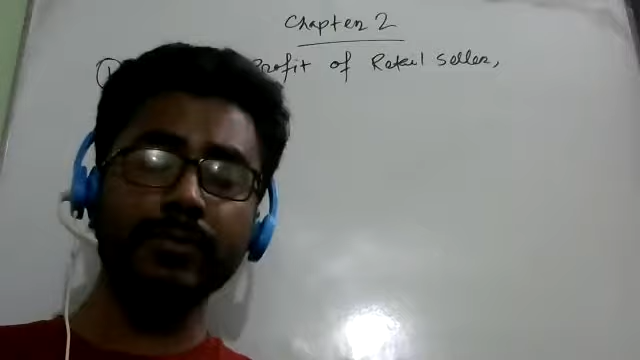 Chapter 2
Profit of Retail Seller,